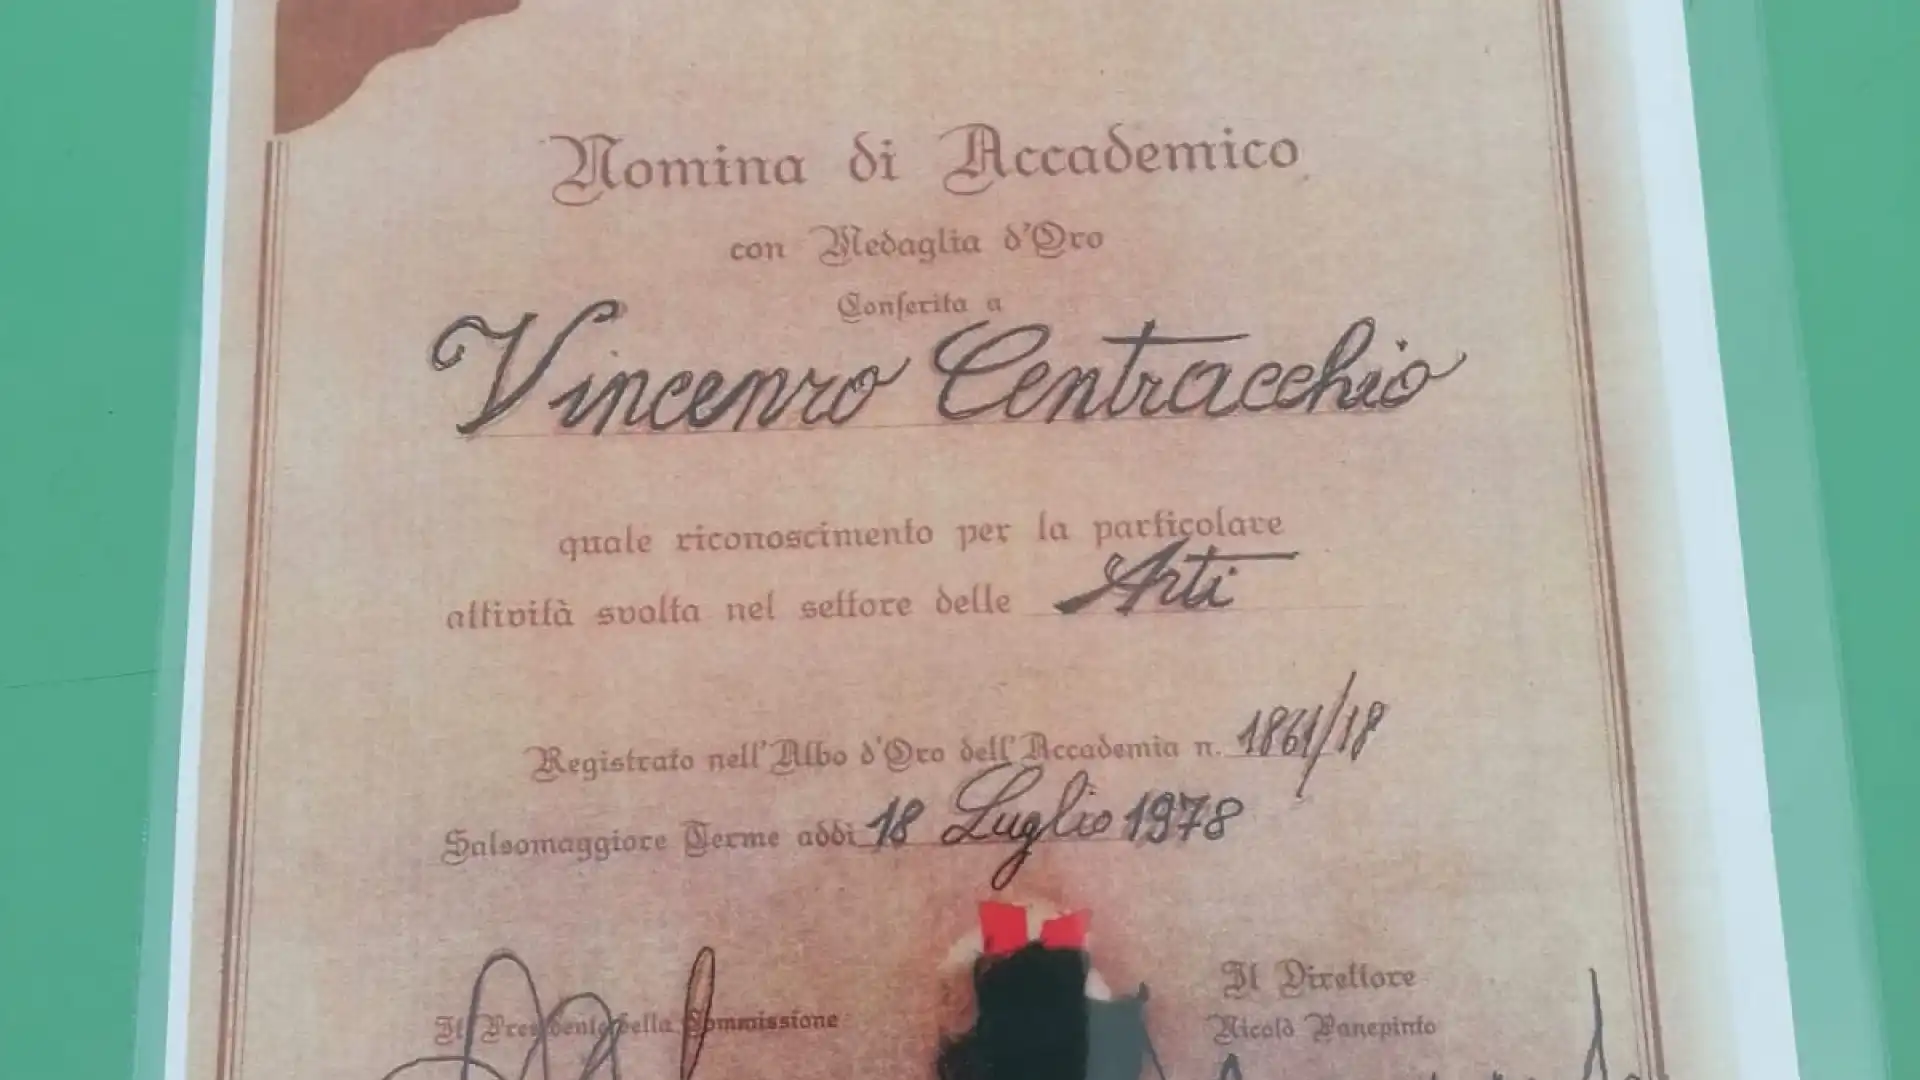 Nomina di Accademico
con Medaglia d'Oro
Conferita a
Vincenzo Centracchio
quale riconoscimento per la particolare
attività svolta nel settore delle Arti
Registrato nell'Albo d'Oro dell'Accademia n. 1861/18
Salsomaggiore Terme addì 18 Luglio 1978
Il Presidente della Commissione
Il Direttore
Nicolò Panepinto